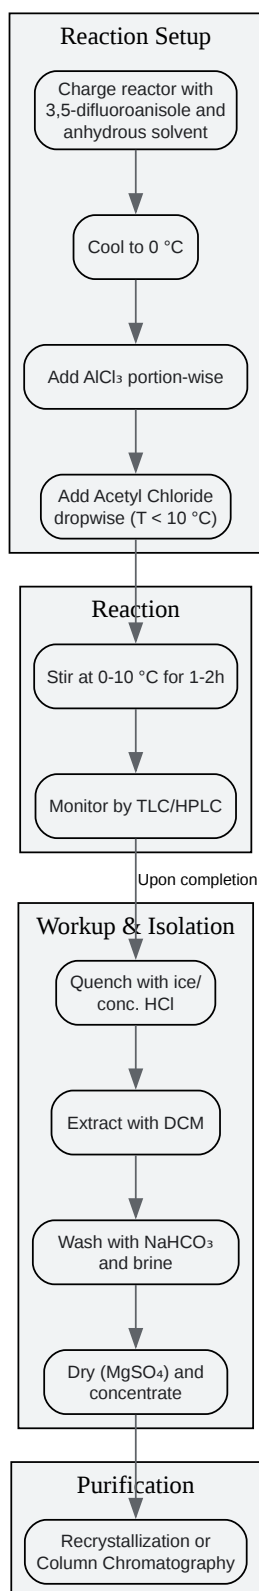 Reaction Setup
Charge reactor with
3,5-difluoroanisole and
anhydrous solvent
Cool to 0 °C
Add AlCl₃ portion-wise
Add Acetyl Chloride
dropwise (T < 10 °C)
Reaction
Stir at 0-10 °C for 1-2h
Monitor by TLC/HPLC
Upon completion
Workup & Isolation
Quench with ice/
conc. HCl
Extract with DCM
Wash with NaHCO₃
and brine
Dry (MgSO₄) and
concentrate
Purification
Recrystallization or
Column Chromatography